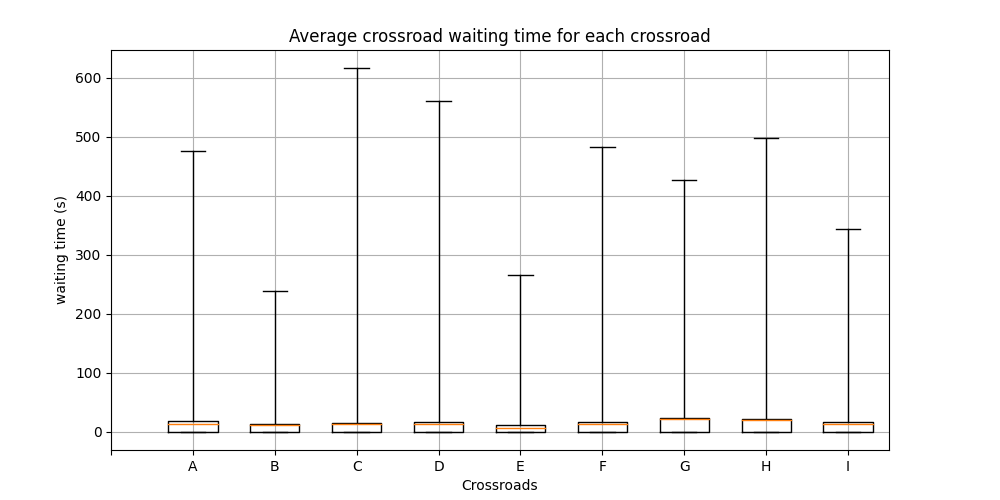 Average crossroad waiting time for each crossroad
waiting time (s)
600
500
400
300
200
100
0
A B C D E F G H I
Crossroads